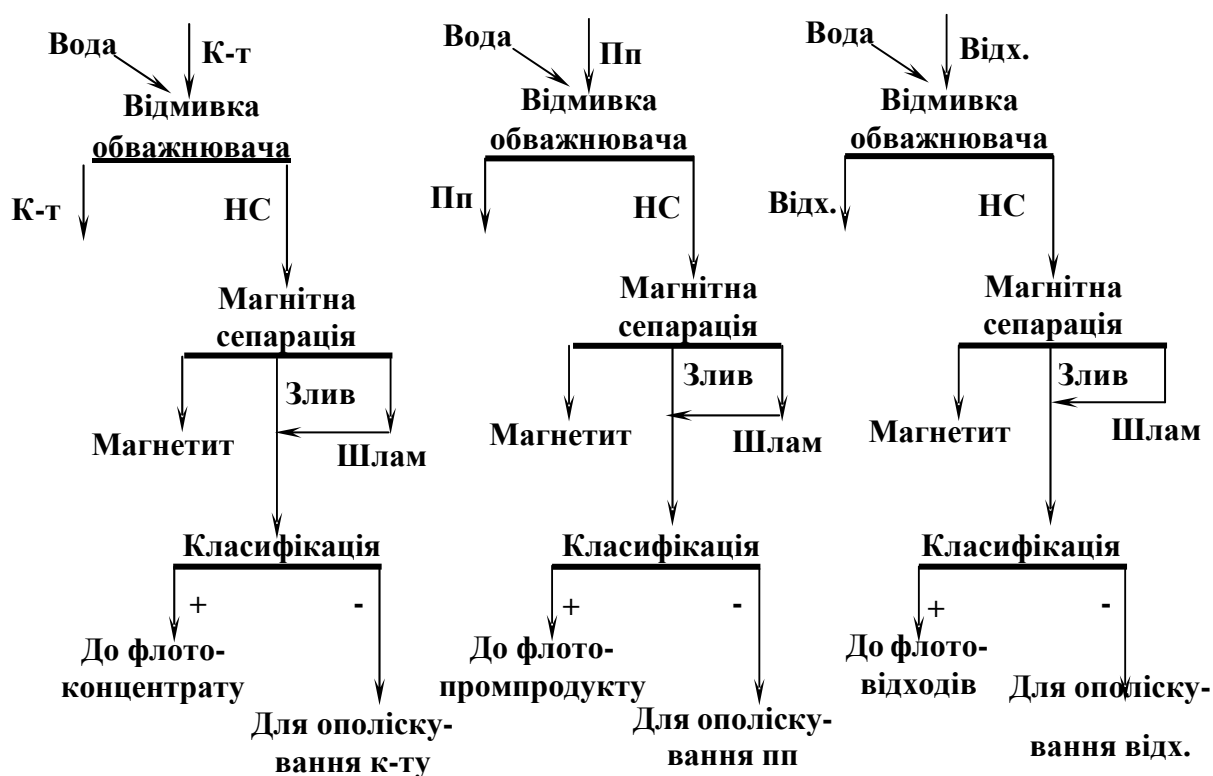 Вода
К-т
Відмивка
обважнювача
К-т
НС
Магнітна
сепарація
Злив
Магнетит
Шлам
Класифікація
+
-
До флото-
концентрату
Для ополіску-
вання к-ту
Вода
Пп
Відмивка
обважнювача
Пп
НС
Магнітна
сепарація
Злив
Магнетит
Шлам
Класифікація
+
-
До флото-
промпродукту
Для ополіску-
вання пп
Вода
Відх.
Відмивка
обважнювача
Відх.
НС
Магнітна
сепарація
Злив
Магнетит
Шлам
Класифікація
+
-
До флото-
відходів
Для ополіску-
вання відх.